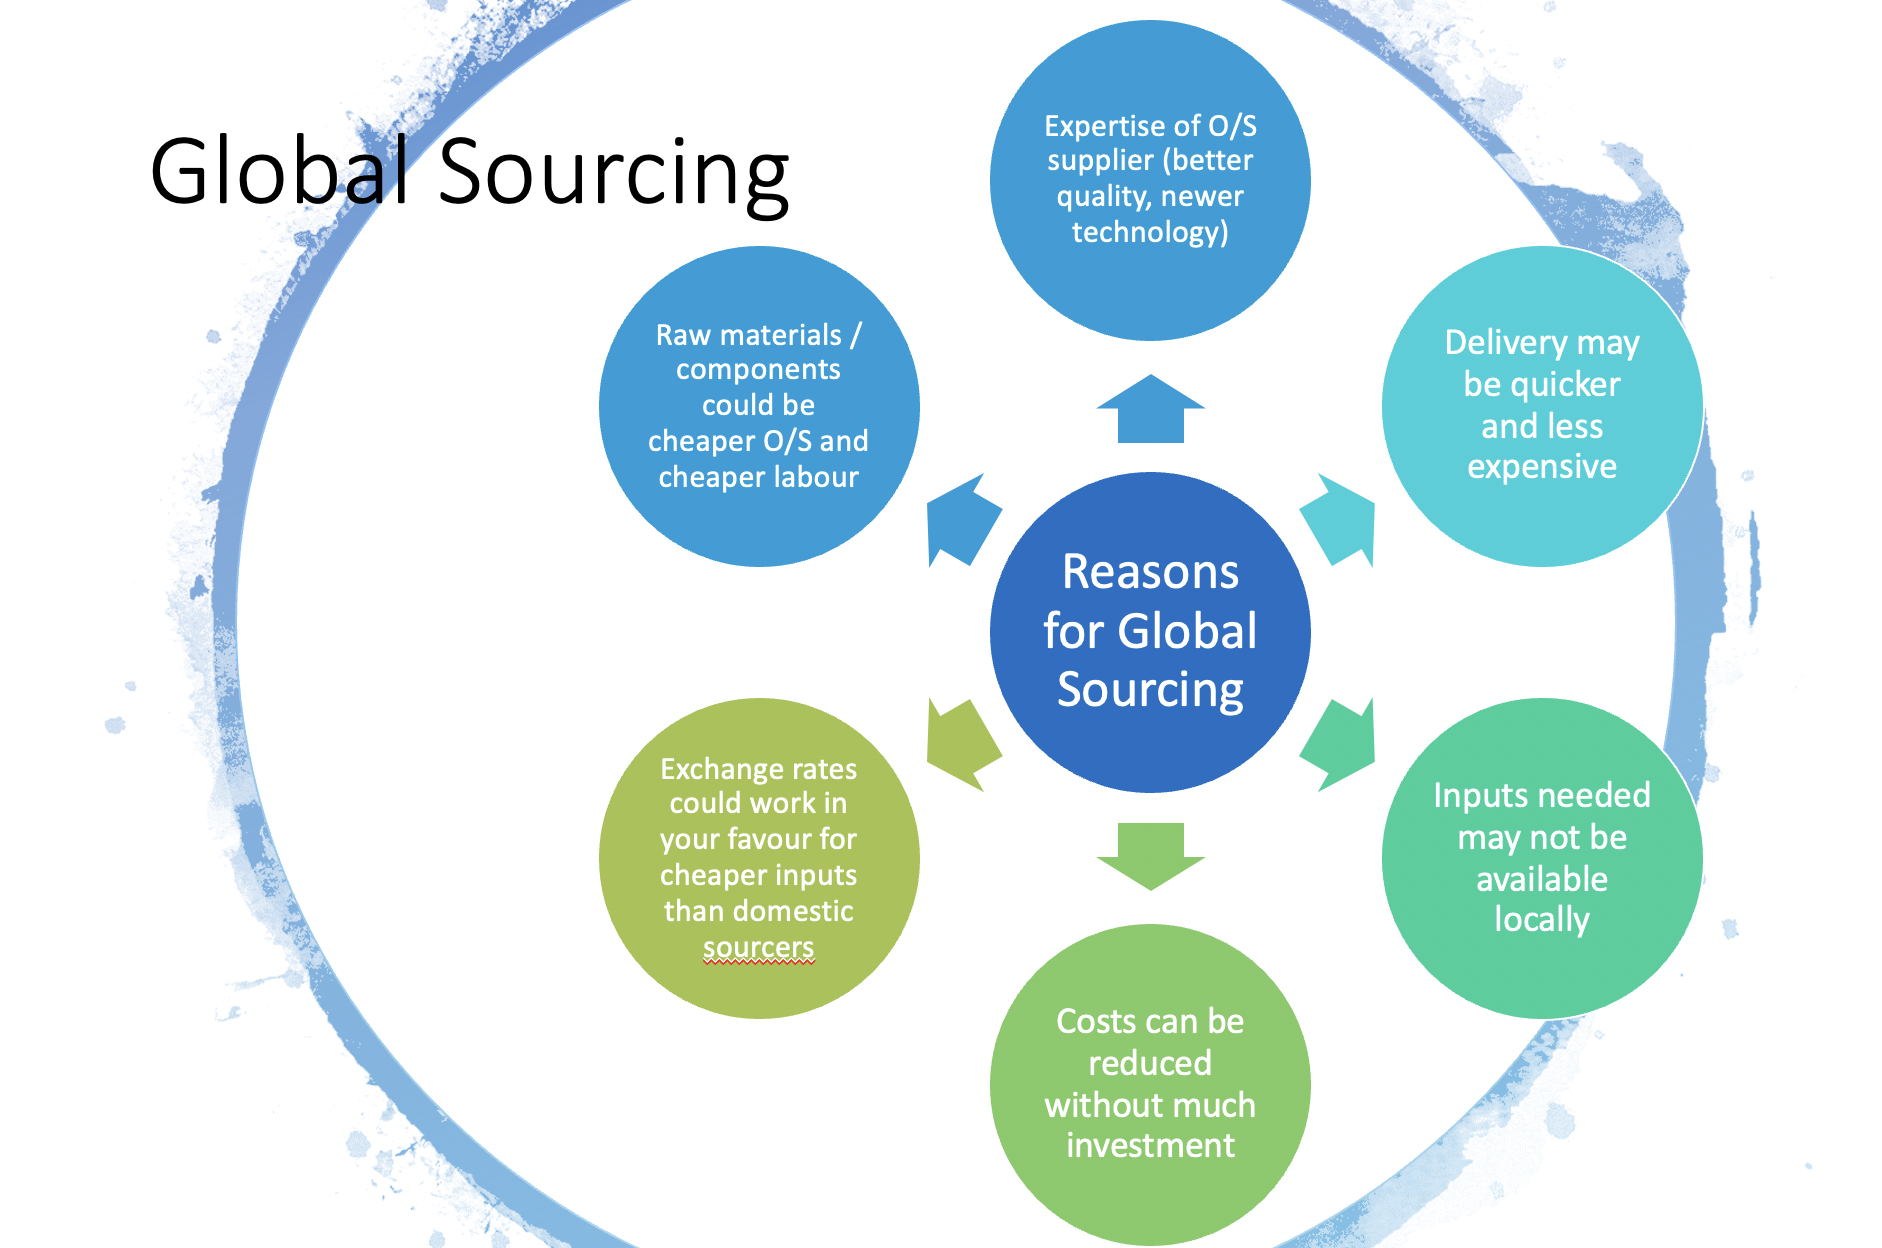 Global Sourcing
Expertise of O/S
supplier (better
quality, newer
technology)
Delivery may
be quicker
and less
expensive
Inputs needed
may not be
available
locally
Costs can be
reduced
without much
investment
Exchange rates
could work in
your favour for
cheaper inputs
than domestic
sourcers
Raw materials /
components
could be
cheaper O/S and
cheaper labour
Reasons
for Global
Sourcing